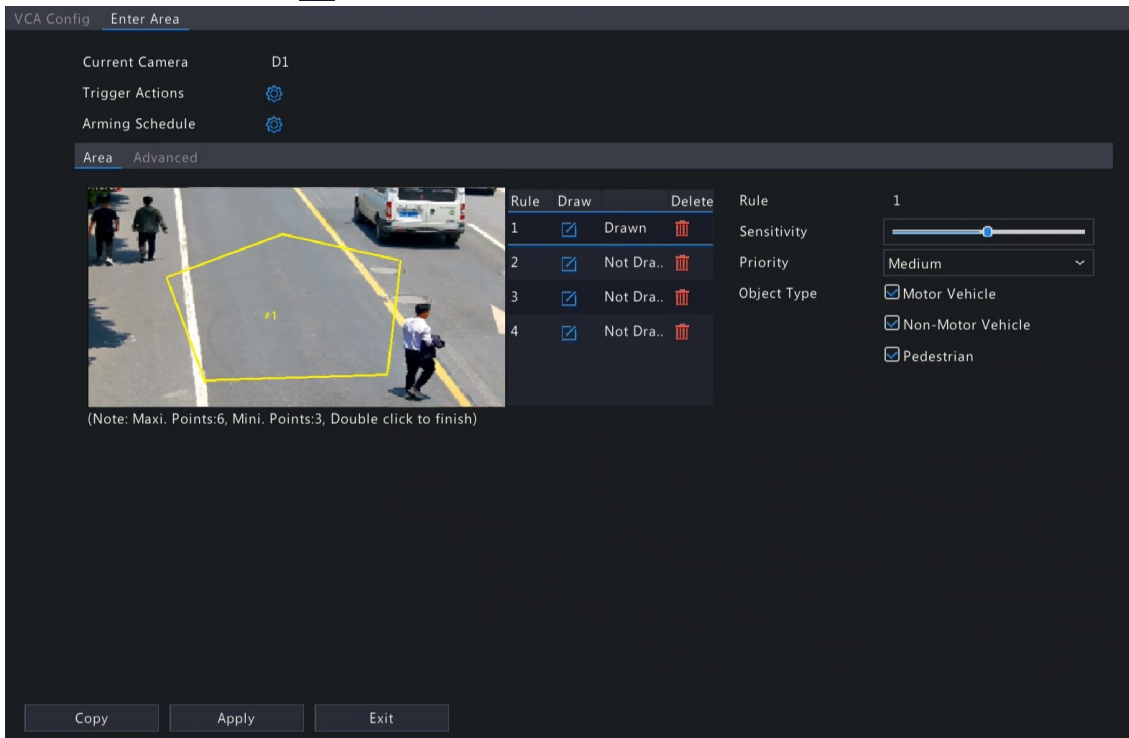 VCA Config Enter Area
Current Camera D1
Trigger Actions
Arming Schedule
Area Advanced
Rule Draw Delete
1 Drawn
2 Not Dra..
3 Not Dra..
4 Not Dra..
#1
(Note: Maxi. Points:6, Mini. Points:3, Double click to finish)
Rule 1
Sensitivity
Priority Medium
Object Type Motor Vehicle
Non-Motor Vehicle
Pedestrian
Copy Apply Exit